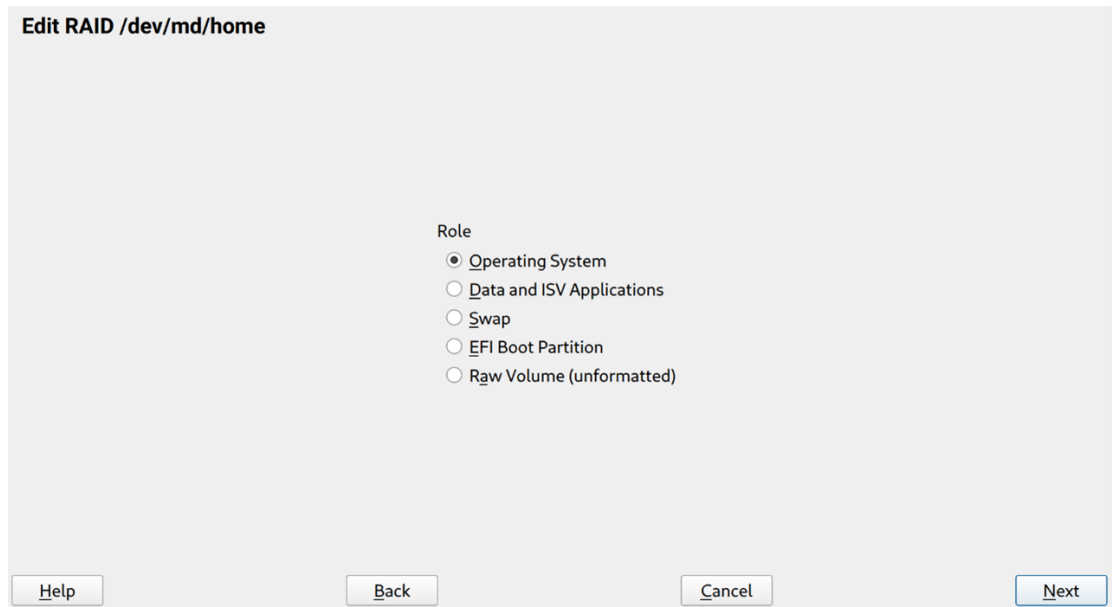 Edit RAID /dev/md/home
Role
Operating System
Data and ISV Applications
Swap
EFI Boot Partition
Raw Volume (unformatted)
Help Back Cancel Next